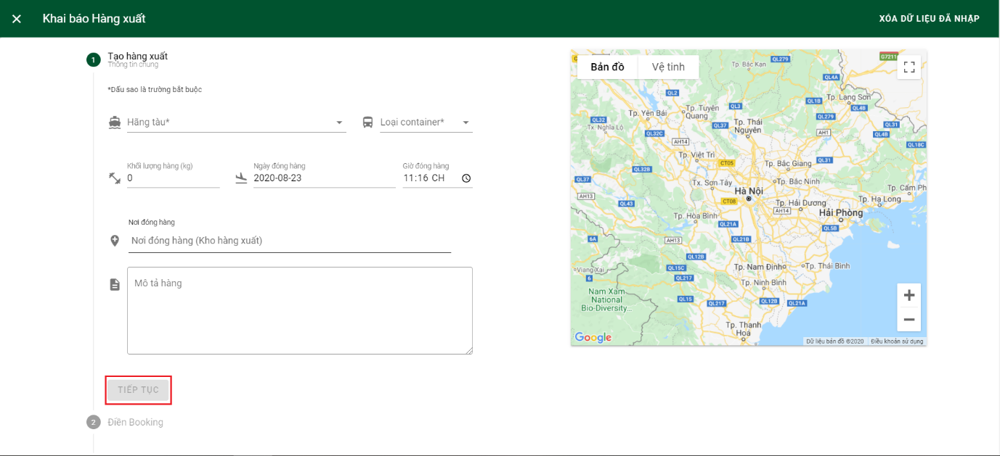 Khai báo Hàng xuất
XÓA DỮ LIỆU ĐÃ NHẬP
1
Tạo hàng xuất
Thông tin chung
*Dấu sao là trường bắt buộc
Hãng tàu*
Loại container*
Khối lượng hàng (kg)
0
Ngày đóng hàng
2020-08-23
Giờ đóng hàng
11:16 CH
Nơi đóng hàng
Nơi đóng hàng (Kho hàng xuất)
Mô tả hàng
TIẾP TỤC
2
Điền Booking
Bản đồ
Vệ tinh
QL279
Tp. Bắc Kạn
QL4A
QL2
QL1B
Tp. Lạng Sơn
QL4B
Tp. Yên Bái
Tp. Tuyên
Quang
QL3
QL279
QL32
Tx. Nghĩa Lộ
QL37
Tp. Thái
Nguyên
QL31
QL32C
AH1
QL4B
AH14
QL18C
Tp. Việt Trì
CT05
Tp. Bắc Giang
QL31
QL32B
QL37
Tx. Sơn Tây
Hà Nội
Tp. Cẩm Ph
AH13
QL43
CT08
Tp. Hạ Long
Tp. Hải Dương
AH14
Hải Phòng
Tp. Hòa Bình
QL21A
QL5B
6A
AH13
QL21B
QL12B
QL15C
Tp. Nam Định
Tp. Thái Bình
Viang-Xai
6
QL217
Tp. Ninh Bình
Nam Xam
National
Bio-Diversity...
QL15
QL217
QL12B
QL21A
Tp. Thanh
Hoá
Google
Dữ liệu bản đồ ©2020
Điều khoản sử dụng